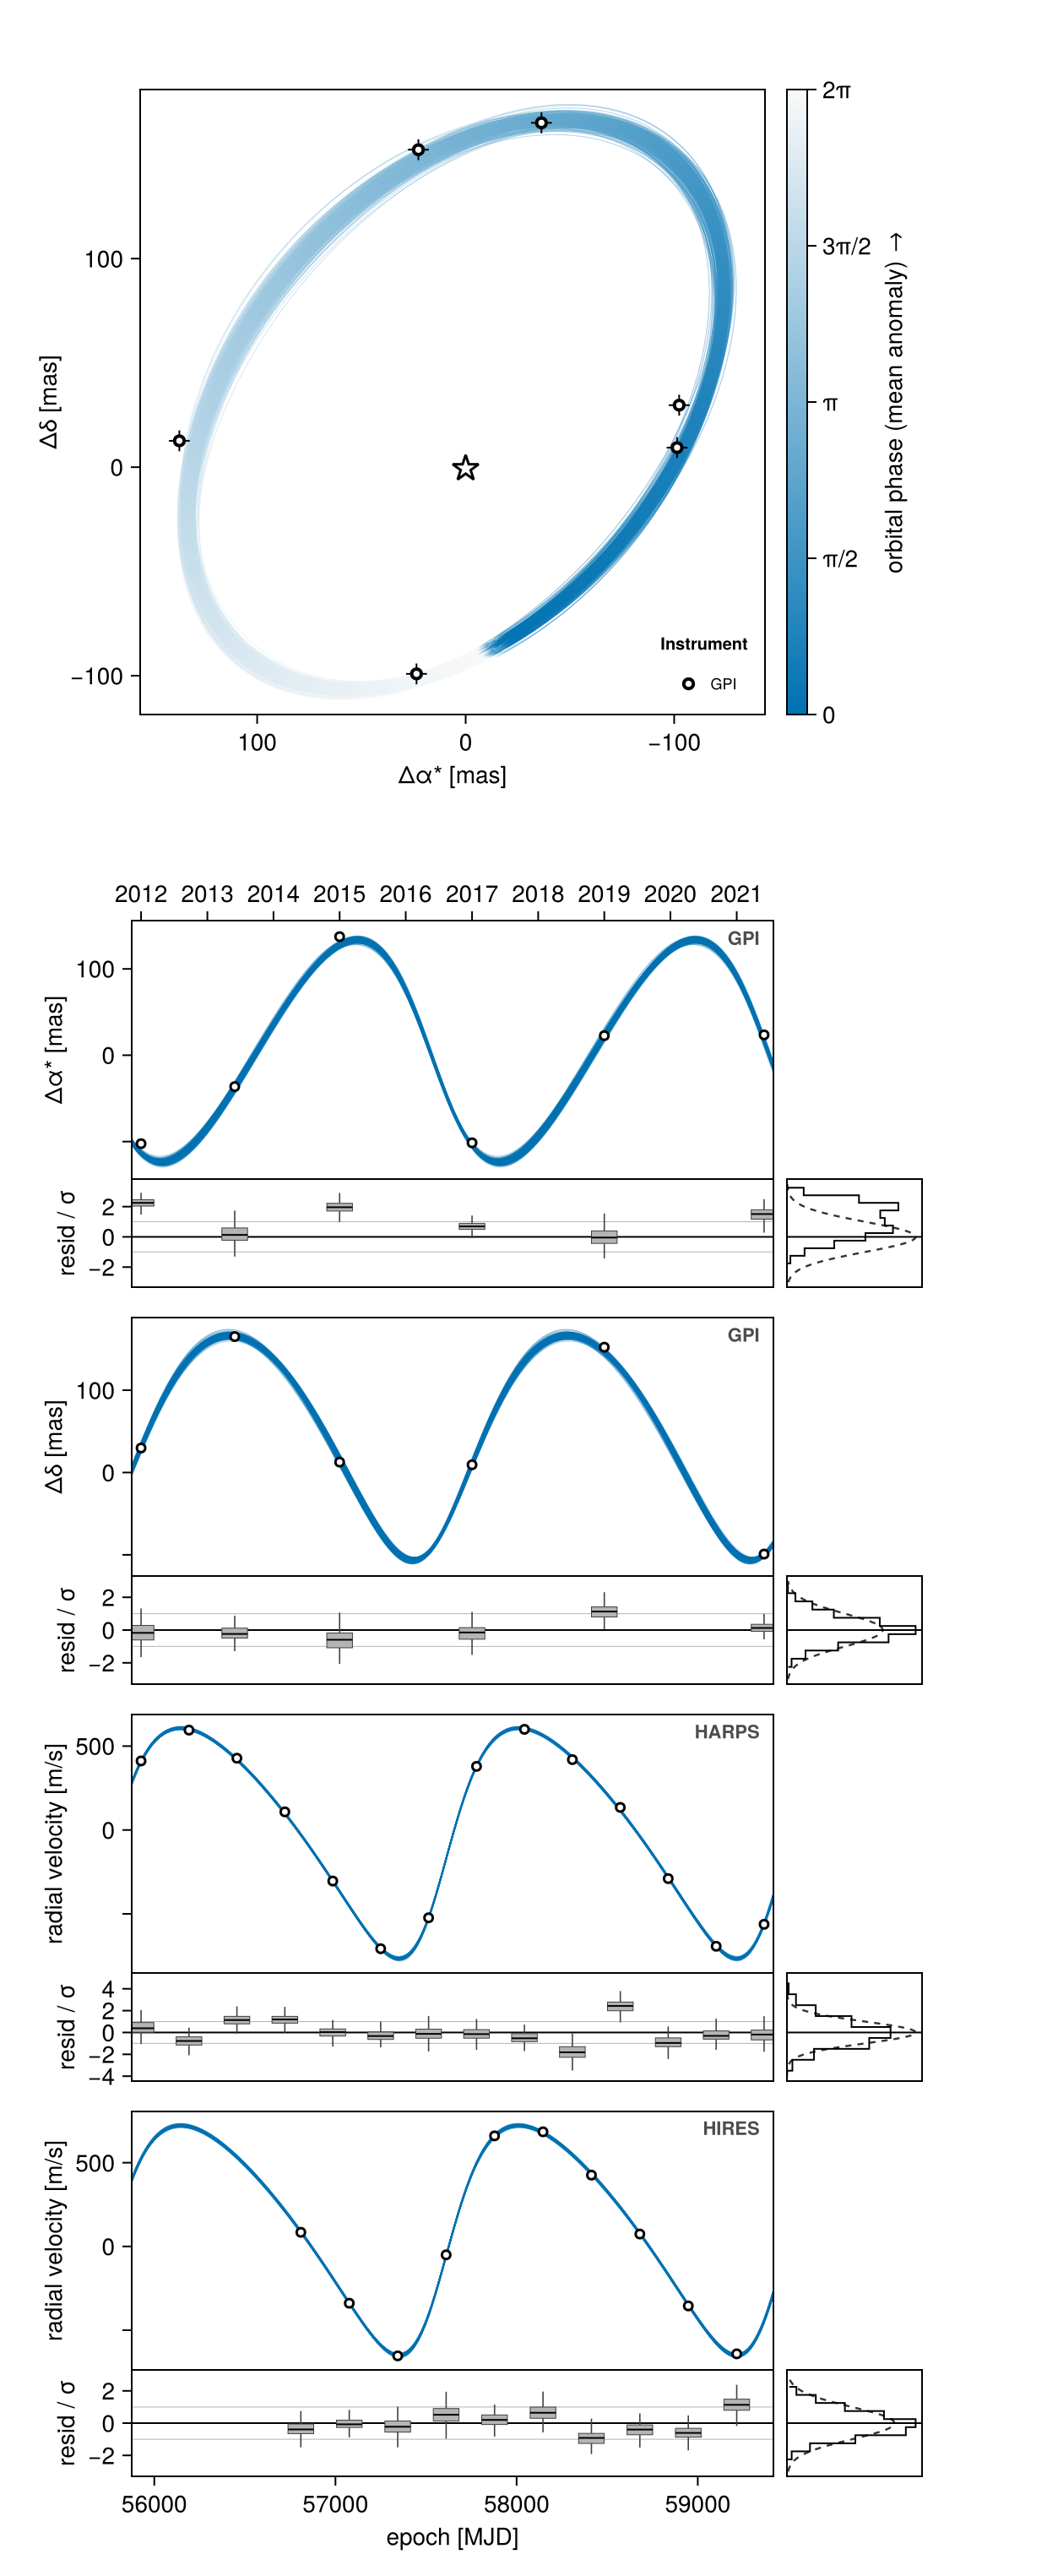 2π
3π/2
π
π/2
0
orbital phase (mean anomaly) →
100
0
−100
Δδ [mas]
Instrument
GPI
100
0
−100
Δα* [mas]
2012 2013 2014 2015 2016 2017 2018 2019 2020 2021
GPI
100
0
Δα* [mas]
2
0
−2
resid / σ
GPI
100
0
Δδ [mas]
2
0
−2
resid / σ
HARPS
500
0
radial velocity [m/s]
4
2
0
−2
−4
resid / σ
HIRES
500
0
radial velocity [m/s]
2
0
−2
resid / σ
56000 57000 58000 59000
epoch [MJD]